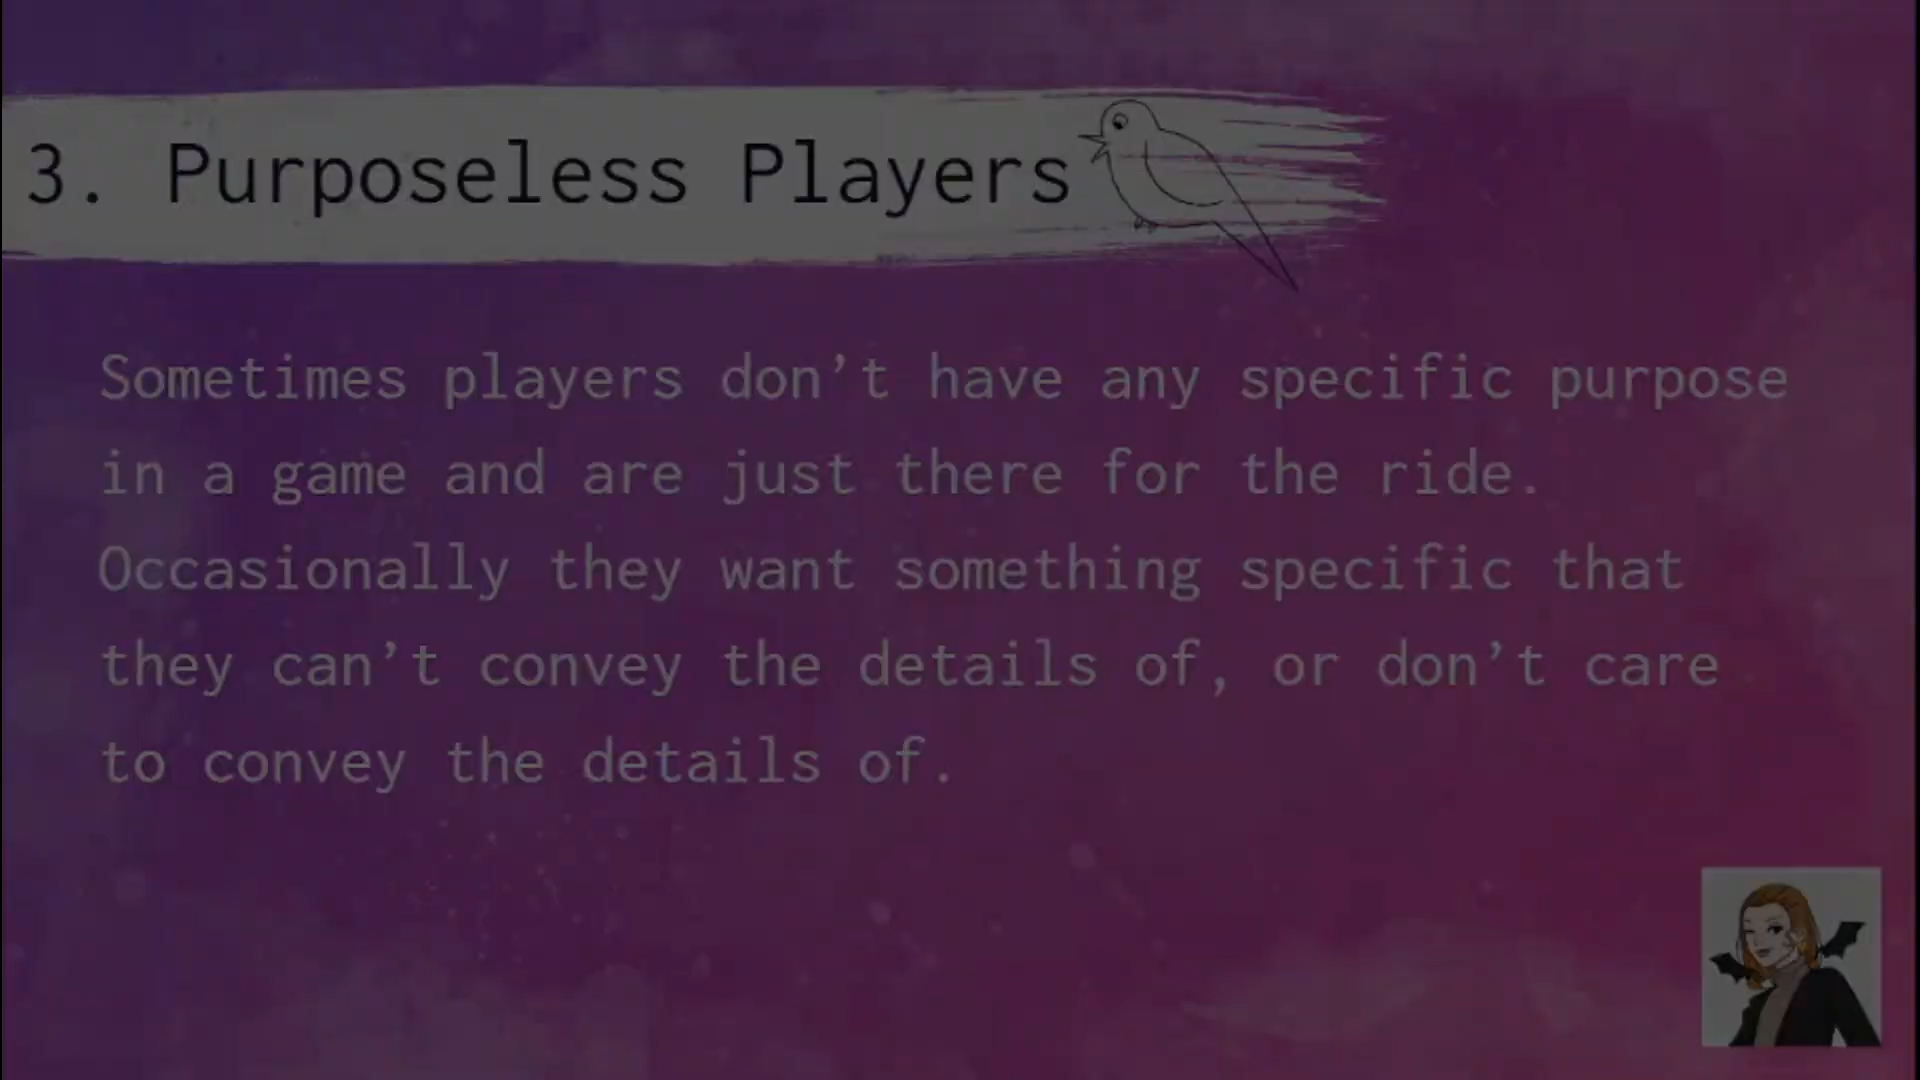 3. Purposeless Players
Sometimes players don't have any specific purpose
in a game and are just there for the ride.
Occasionally they want something specific that
they can't convey the details of, or don't care
to convey the details of.